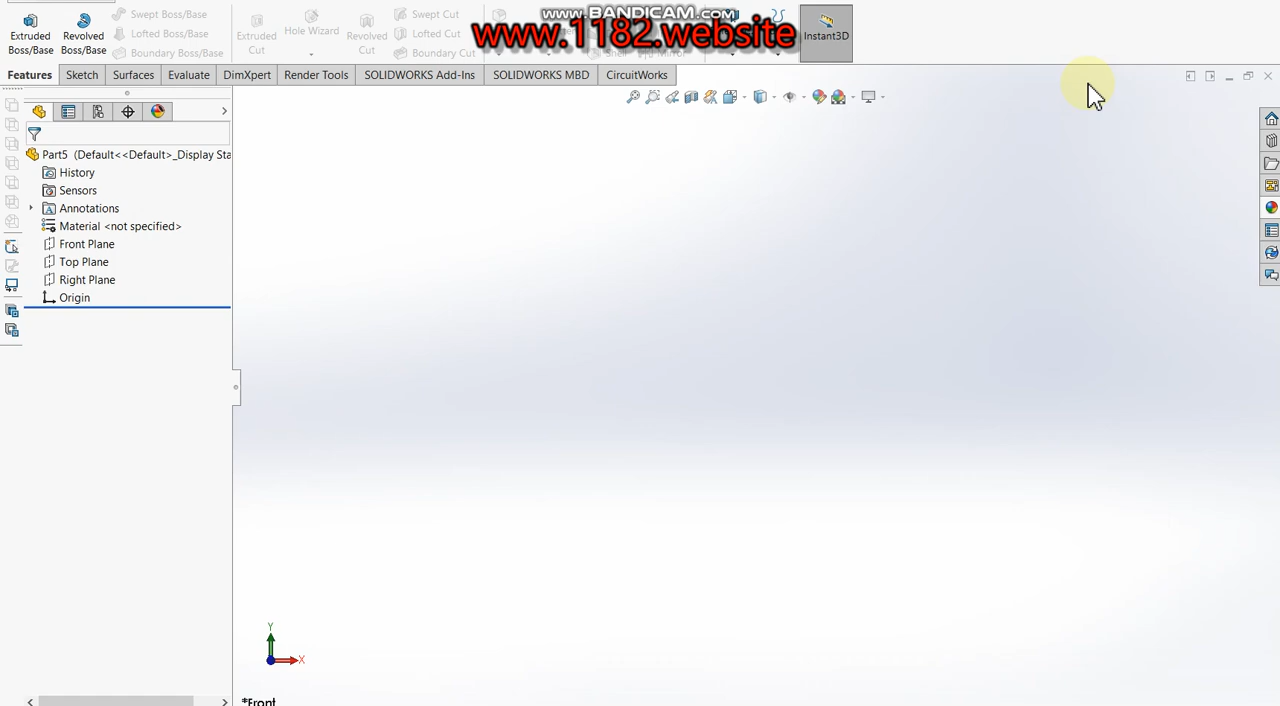 www.BANDICAM.com
www.1182.website
Extruded Boss/Base
Revolved Boss/Base
Swept Boss/Base
Lofted Boss/Base
Boundary Boss/Base
Extruded Cut
Hole Wizard
Revolved Cut
Swept Cut
Lofted Cut
Boundary Cut
Shell
Mirror
Instant3D
Features
Sketch
Surfaces
Evaluate
DimXpert
Render Tools
SOLIDWORKS Add-Ins
SOLIDWORKS MBD
CircuitWorks
Part5 (Default<<Default>_Display Sta
History
Sensors
A Annotations
Material <not specified>
Front Plane
Top Plane
Right Plane
Origin
Y
X
*Front